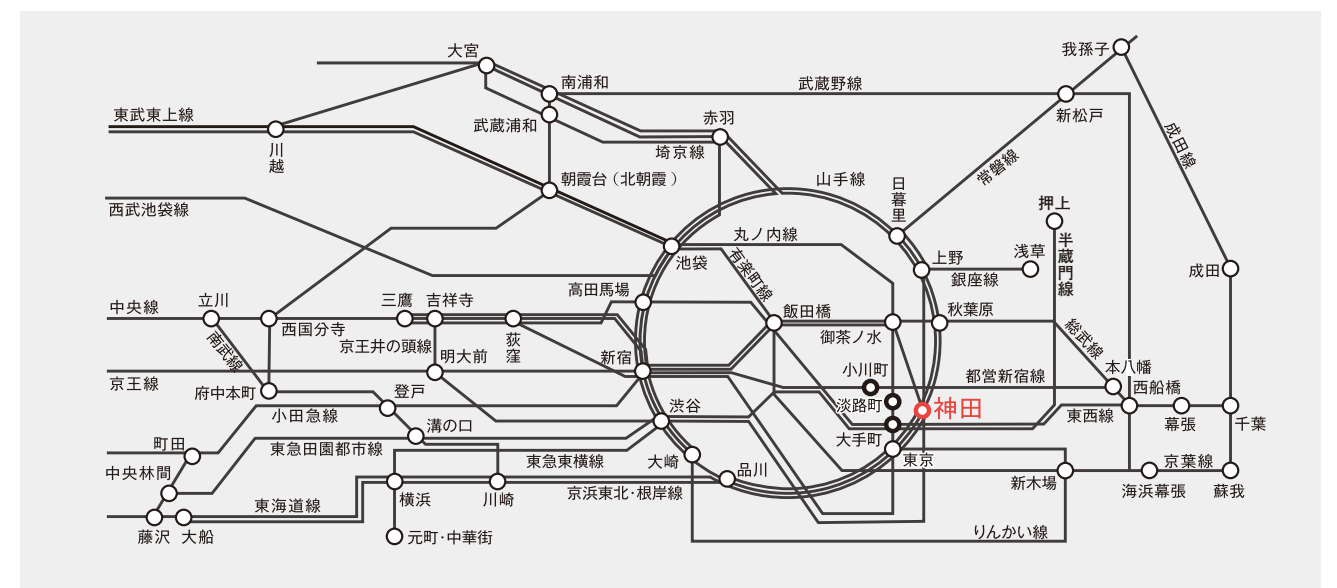 大宮
我孫子
南浦和
武蔵野線
東武東上線
武蔵浦和
赤羽
新松戸
川越
埼京線
成田線
常磐線
朝霞台（北朝霞）
山手線
日暮里
押上
西武池袋線
丸ノ内線
半蔵門線
有楽町線
池袋
上野
浅草
成田
銀座線
高田馬場
中央線
立川
三鷹
吉祥寺
飯田橋
秋葉原
西国分寺
南武線
京王井の頭線
荻窪
御茶ノ水
総武線
明大前
新宿
小川町
都営新宿線
本八幡
京王線
府中本町
登戸
西船橋
渋谷
淡路町
神田
小田急線
溝の口
東西線
幕張
千葉
町田
東急田園都市線
大手町
中央林間
東急東横線
大崎
品川
東京
京葉線
横浜
川崎
京浜東北・根岸線
新木場
海浜幕張
蘇我
東海道線
藤沢
大船
元町・中華街
りんかい線